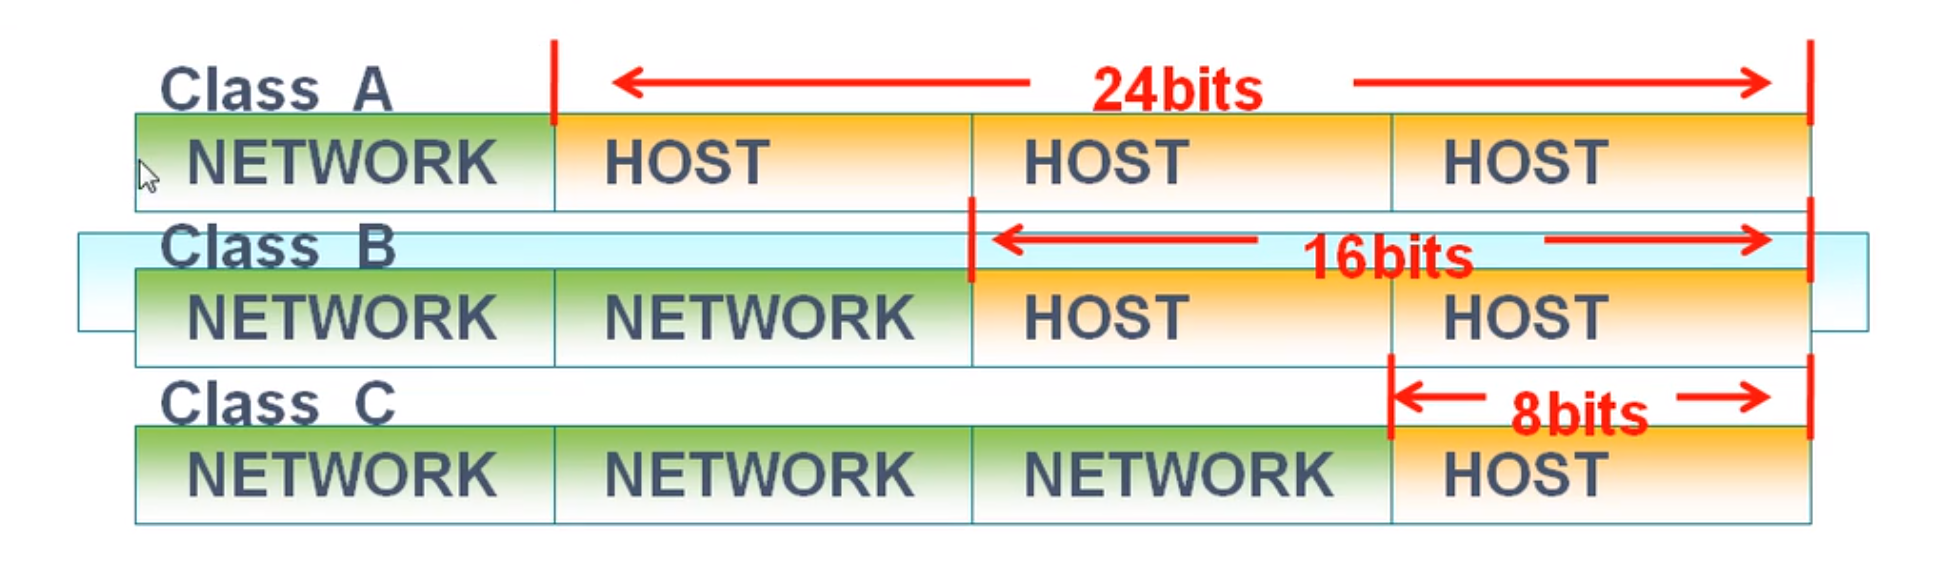 Class A
24bits
NETWORK HOST HOST HOST
Class B
16bits
NETWORK NETWORK HOST HOST
Class C
8bits
NETWORK NETWORK NETWORK HOST